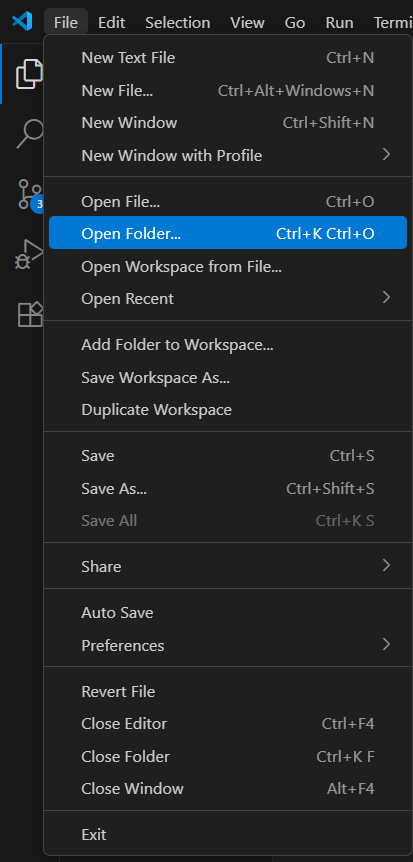 File Edit Selection View Go Run Termi
New Text File Ctrl+N
New File... Ctrl+Alt+Windows+N
New Window Ctrl+Shift+N
New Window with Profile
Open File... Ctrl+O
Open Folder... Ctrl+K Ctrl+O
Open Workspace from File...
Open Recent
Add Folder to Workspace...
Save Workspace As...
Duplicate Workspace
Save Ctrl+S
Save As... Ctrl+Shift+S
Save All Ctrl+K S
Share
Auto Save
Preferences
Revert File
Close Editor Ctrl+F4
Close Folder Ctrl+K F
Close Window Alt+F4
Exit
3